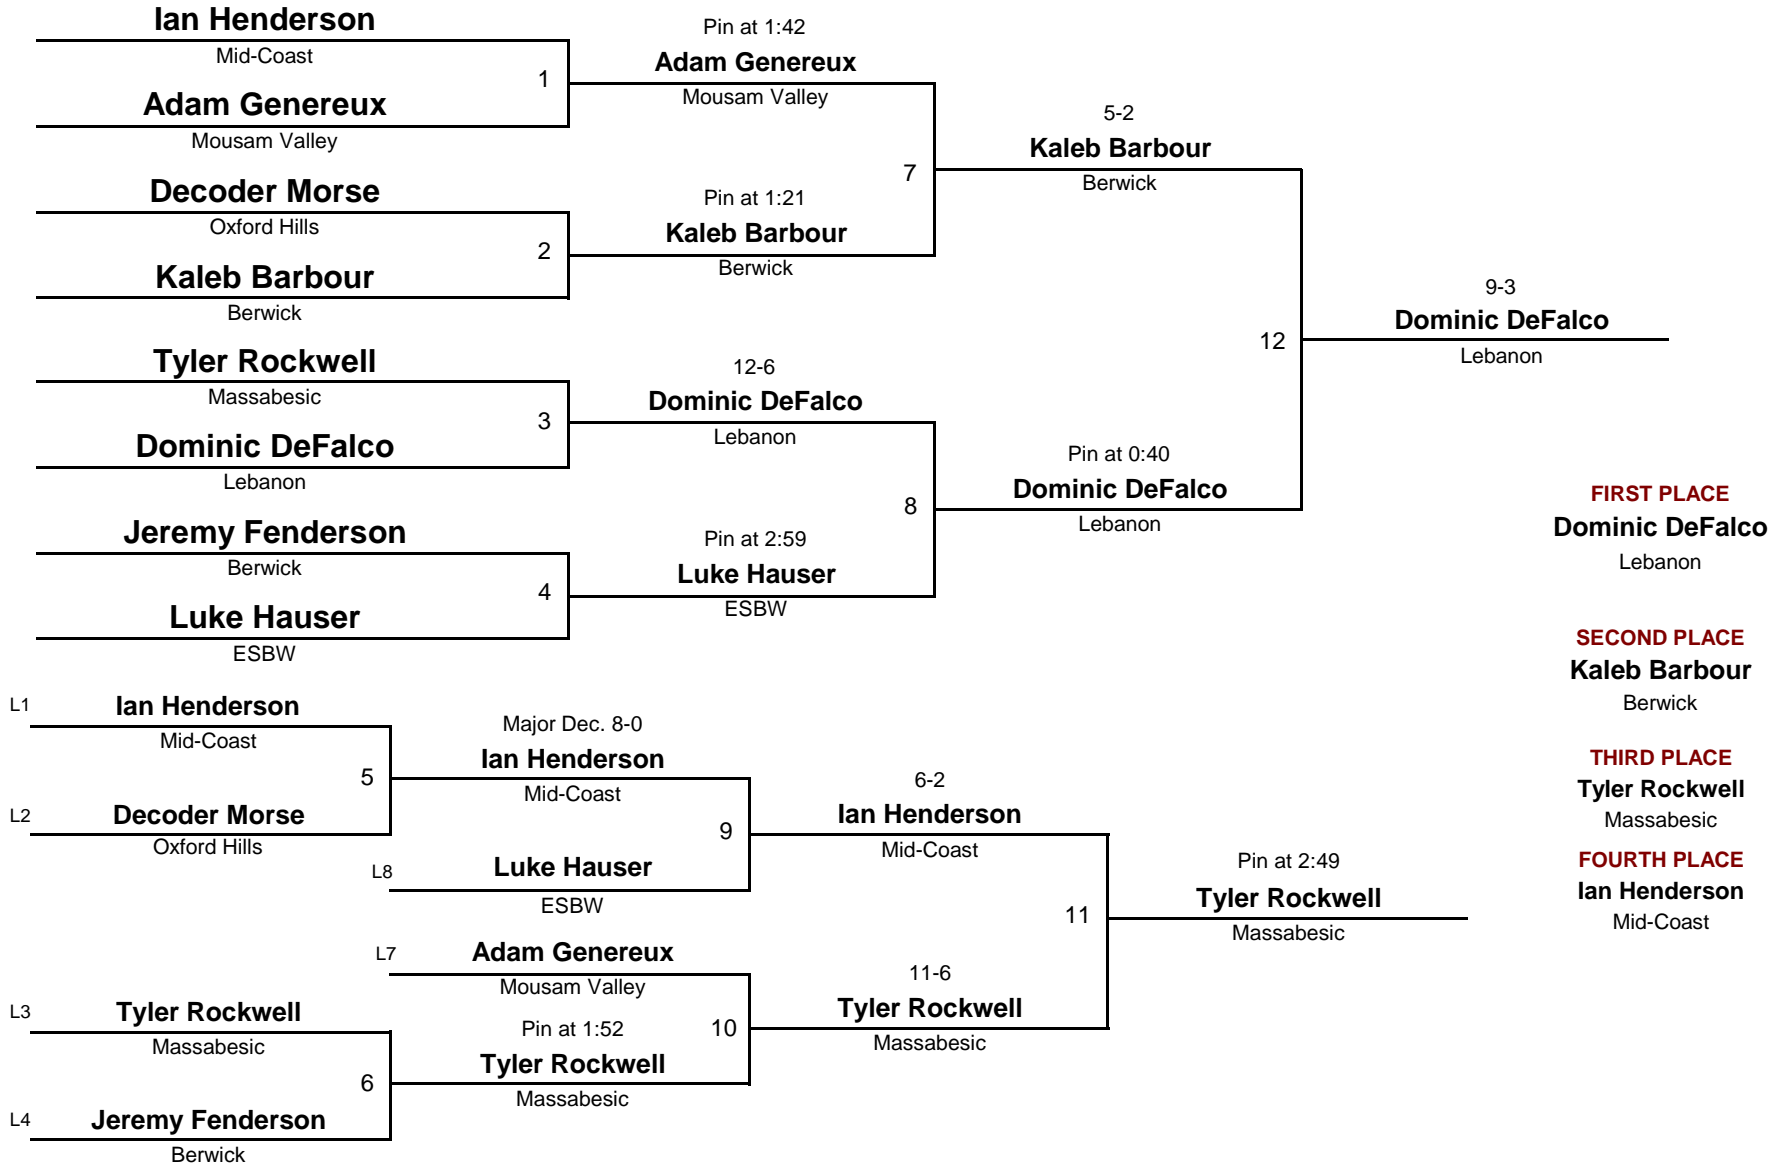 Ian Henderson
Mid-Coast
1
Adam Genereux
Mousam Valley
Pin at 1:42
Adam Genereux
Mousam Valley
Decoder Morse
Oxford Hills
2
Kaleb Barbour
Berwick
Pin at 1:21
Kaleb Barbour
Berwick
7
5-2
Kaleb Barbour
Berwick
Tyler Rockwell
Massabesic
3
Dominic DeFalco
Lebanon
12-6
Dominic DeFalco
Lebanon
Jeremy Fenderson
Berwick
4
Luke Hauser
ESBW
Pin at 2:59
Luke Hauser
ESBW
8
Pin at 0:40
Dominic DeFalco
Lebanon
12
9-3
Dominic DeFalco
Lebanon
FIRST PLACE
Dominic DeFalco
Lebanon
SECOND PLACE
Kaleb Barbour
Berwick
THIRD PLACE
Tyler Rockwell
Massabesic
FOURTH PLACE
Ian Henderson
Mid-Coast
L1
Ian Henderson
Mid-Coast
5
L2
Decoder Morse
Oxford Hills
Major Dec. 8-0
Ian Henderson
Mid-Coast
9
L8
Luke Hauser
ESBW
6-2
Ian Henderson
Mid-Coast
L7
Adam Genereux
Mousam Valley
10
L3
Tyler Rockwell
Massabesic
6
L4
Jeremy Fenderson
Berwick
Pin at 1:52
Tyler Rockwell
Massabesic
11-6
Tyler Rockwell
Massabesic
11
Pin at 2:49
Tyler Rockwell
Massabesic